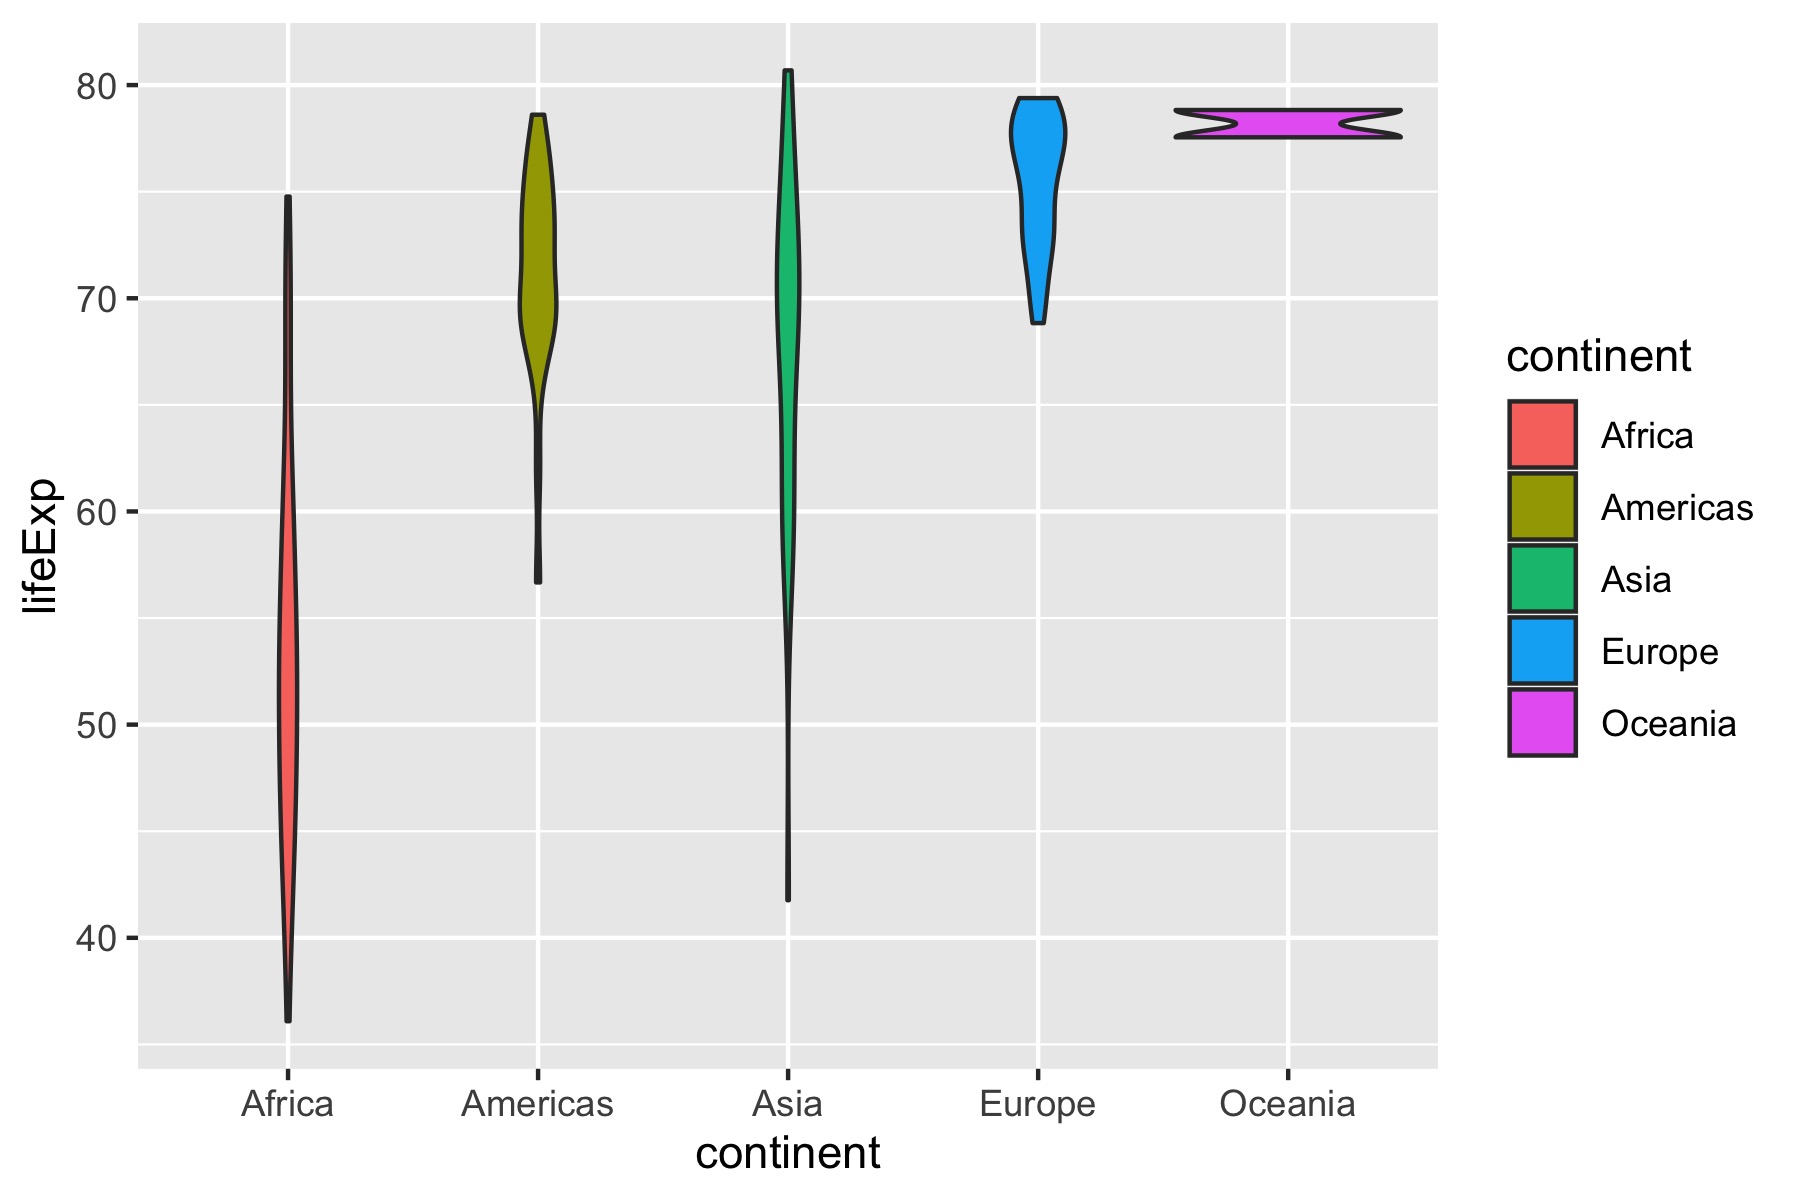 lifeExp
80
70
60
50
40
Africa Americas Asia Europe Oceania
continent
continent
Africa
Americas
Asia
Europe
Oceania